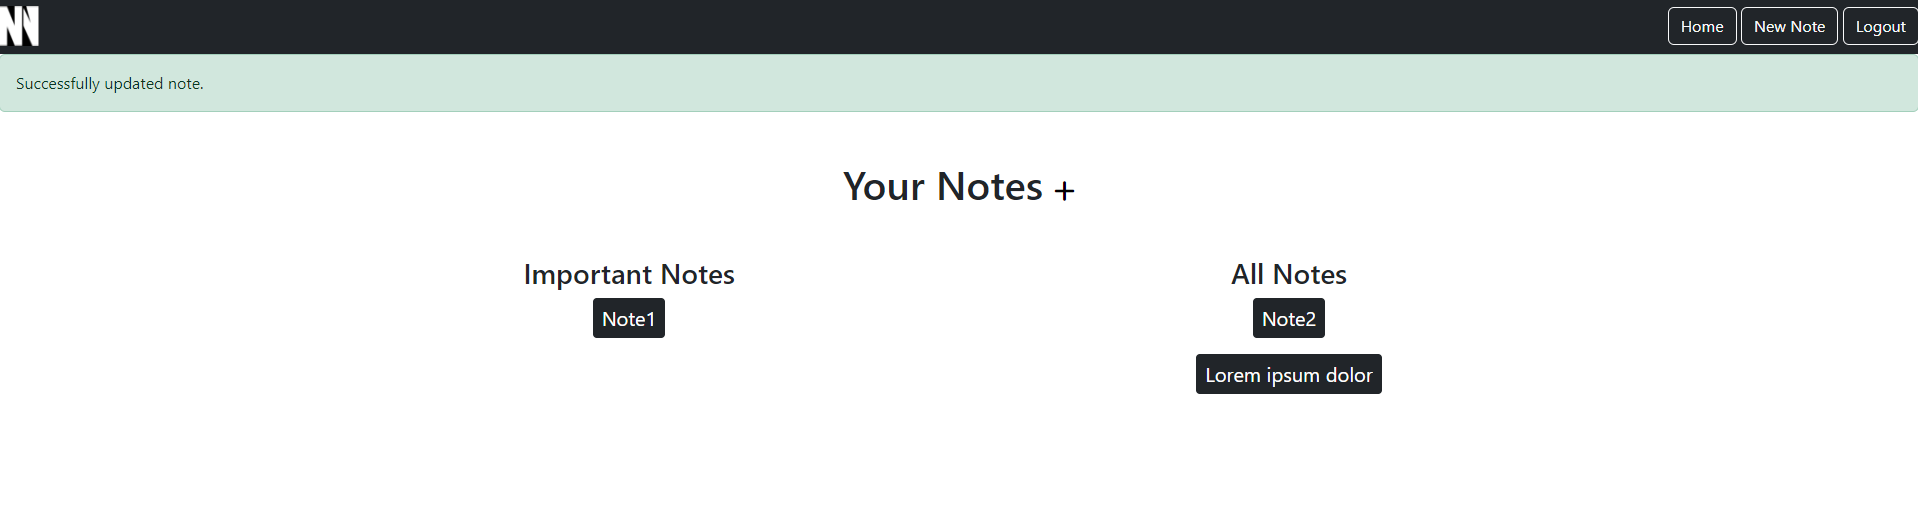 NN
Home New Note Logout
Successfully updated note.
Your Notes +
Important Notes
Note1
All Notes
Note2
Lorem ipsum dolor